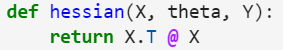 def hessian(X, theta, Y):
    return X.T @ X